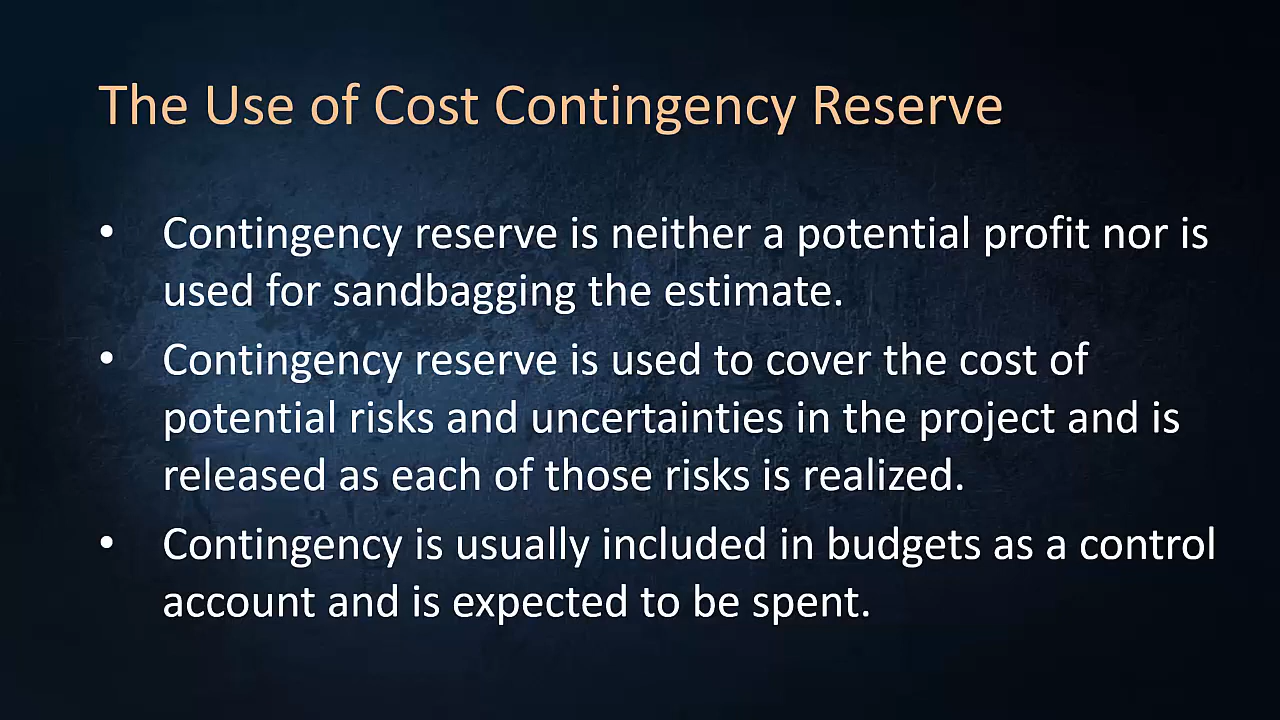 The Use of Cost Contingency Reserve
• Contingency reserve is neither a potential profit nor is
used for sandbagging the estimate.
• Contingency reserve is used to cover the cost of
potential risks and uncertainties in the project and is
released as each of those risks is realized.
• Contingency is usually included in budgets as a control
account and is expected to be spent.